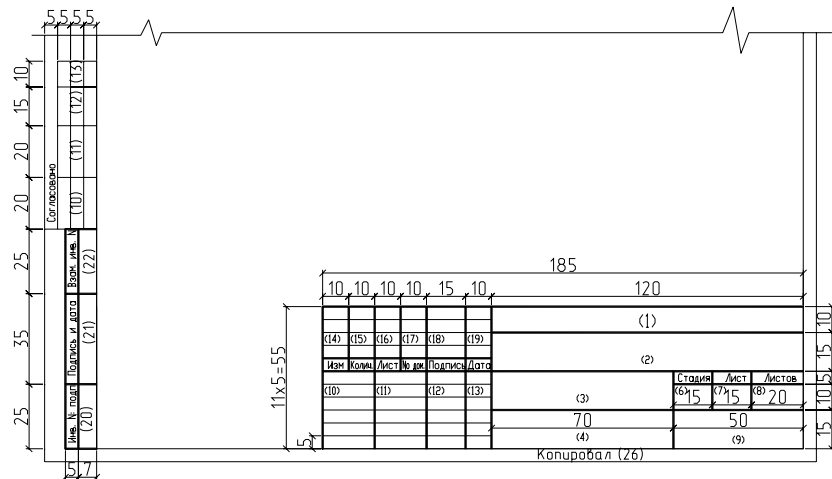 5 5 5 5
10
15
20
20
25
35
25
(13)
(12)
(11)
(10)
Согласовано
Взам. инв. N
(22)
Подпись и дата
(21)
Инв. № подп
(20)
5 7
185
10 10 10 10 15 10 120
(1)
10
(14) (15) (16) (17) (18) (19)
(2)
15
11x5=55
Изм Колич. Лист № док. Подпись Дата
Стадия Лист Листов
5
(10) (11) (12) (13)
(3)
(6) 15 (7) 15 (8) 20
10
70 50
(4) (9)
15
5
Копировал (26)